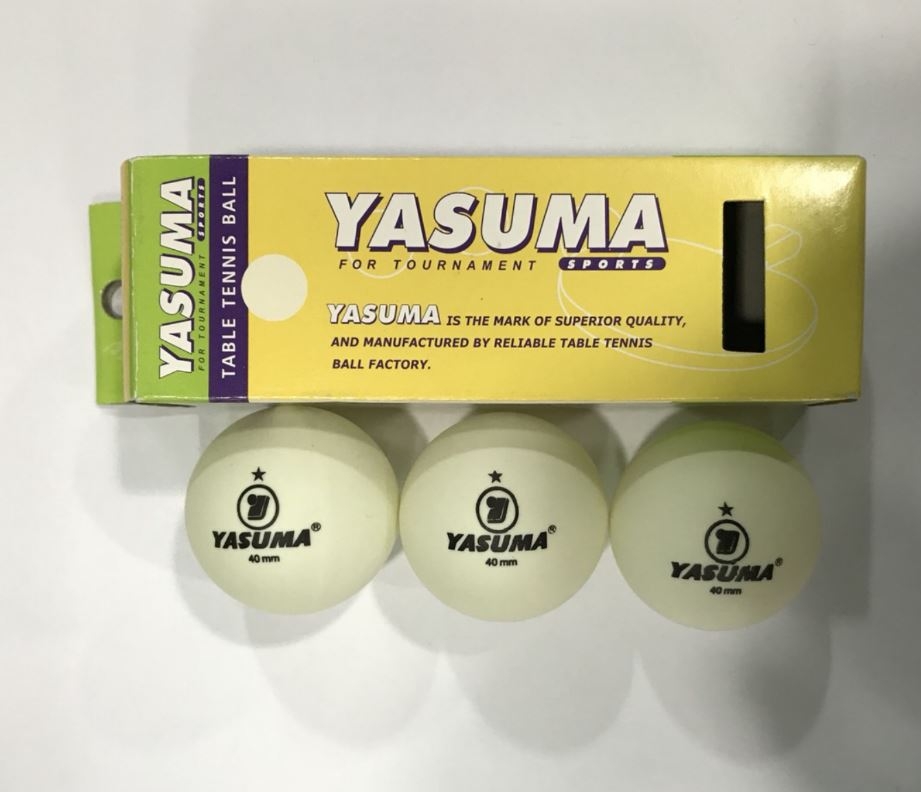 YASUMA
FOR TOURNAMENT SPORTS
TABLE TENNIS BALL
YASUMA
FOR TOURNAMENT SPORTS
YASUMA IS THE MARK OF SUPERIOR QUALITY,
AND MANUFACTURED BY RELIABLE TABLE TENNIS
BALL FACTORY.
YASUMA®
40 mm
YASUMA®
40 mm
YASUMA®
40 mm